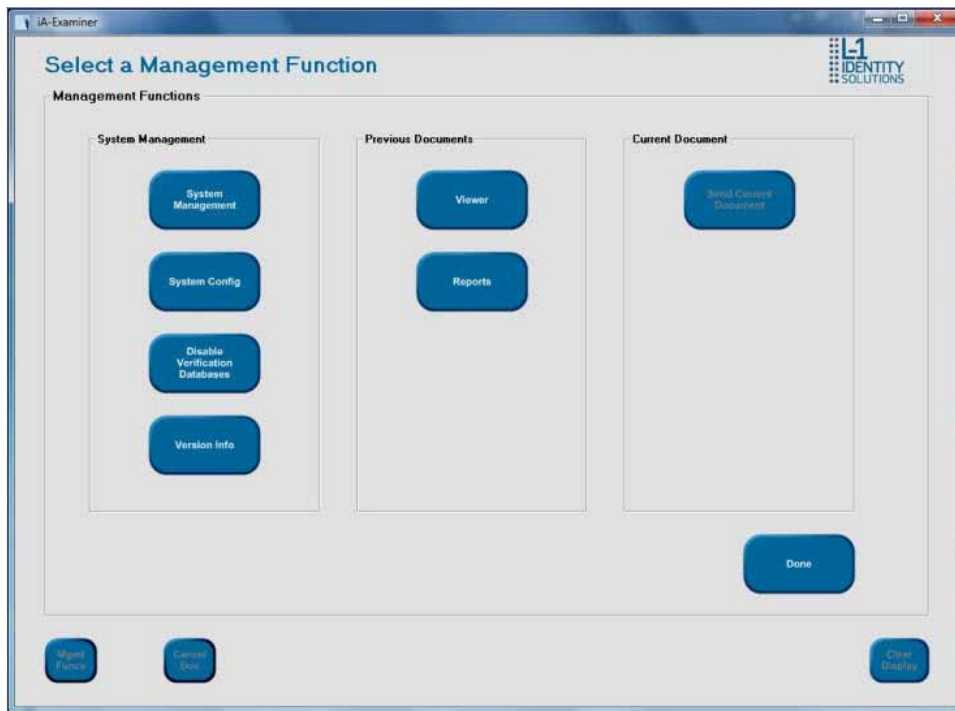 iA-Examiner
Select a Management Function
L-1
IDENTITY
SOLUTIONS
Management Functions
System Management
Previous Documents
Current Document
System
Management
Viewer
Send Current
Document
System Config
Reports
Disable
Verification
Databases
Version Info
Done
Mgmt
Funcs
Cancel
Doc
Clear
Display